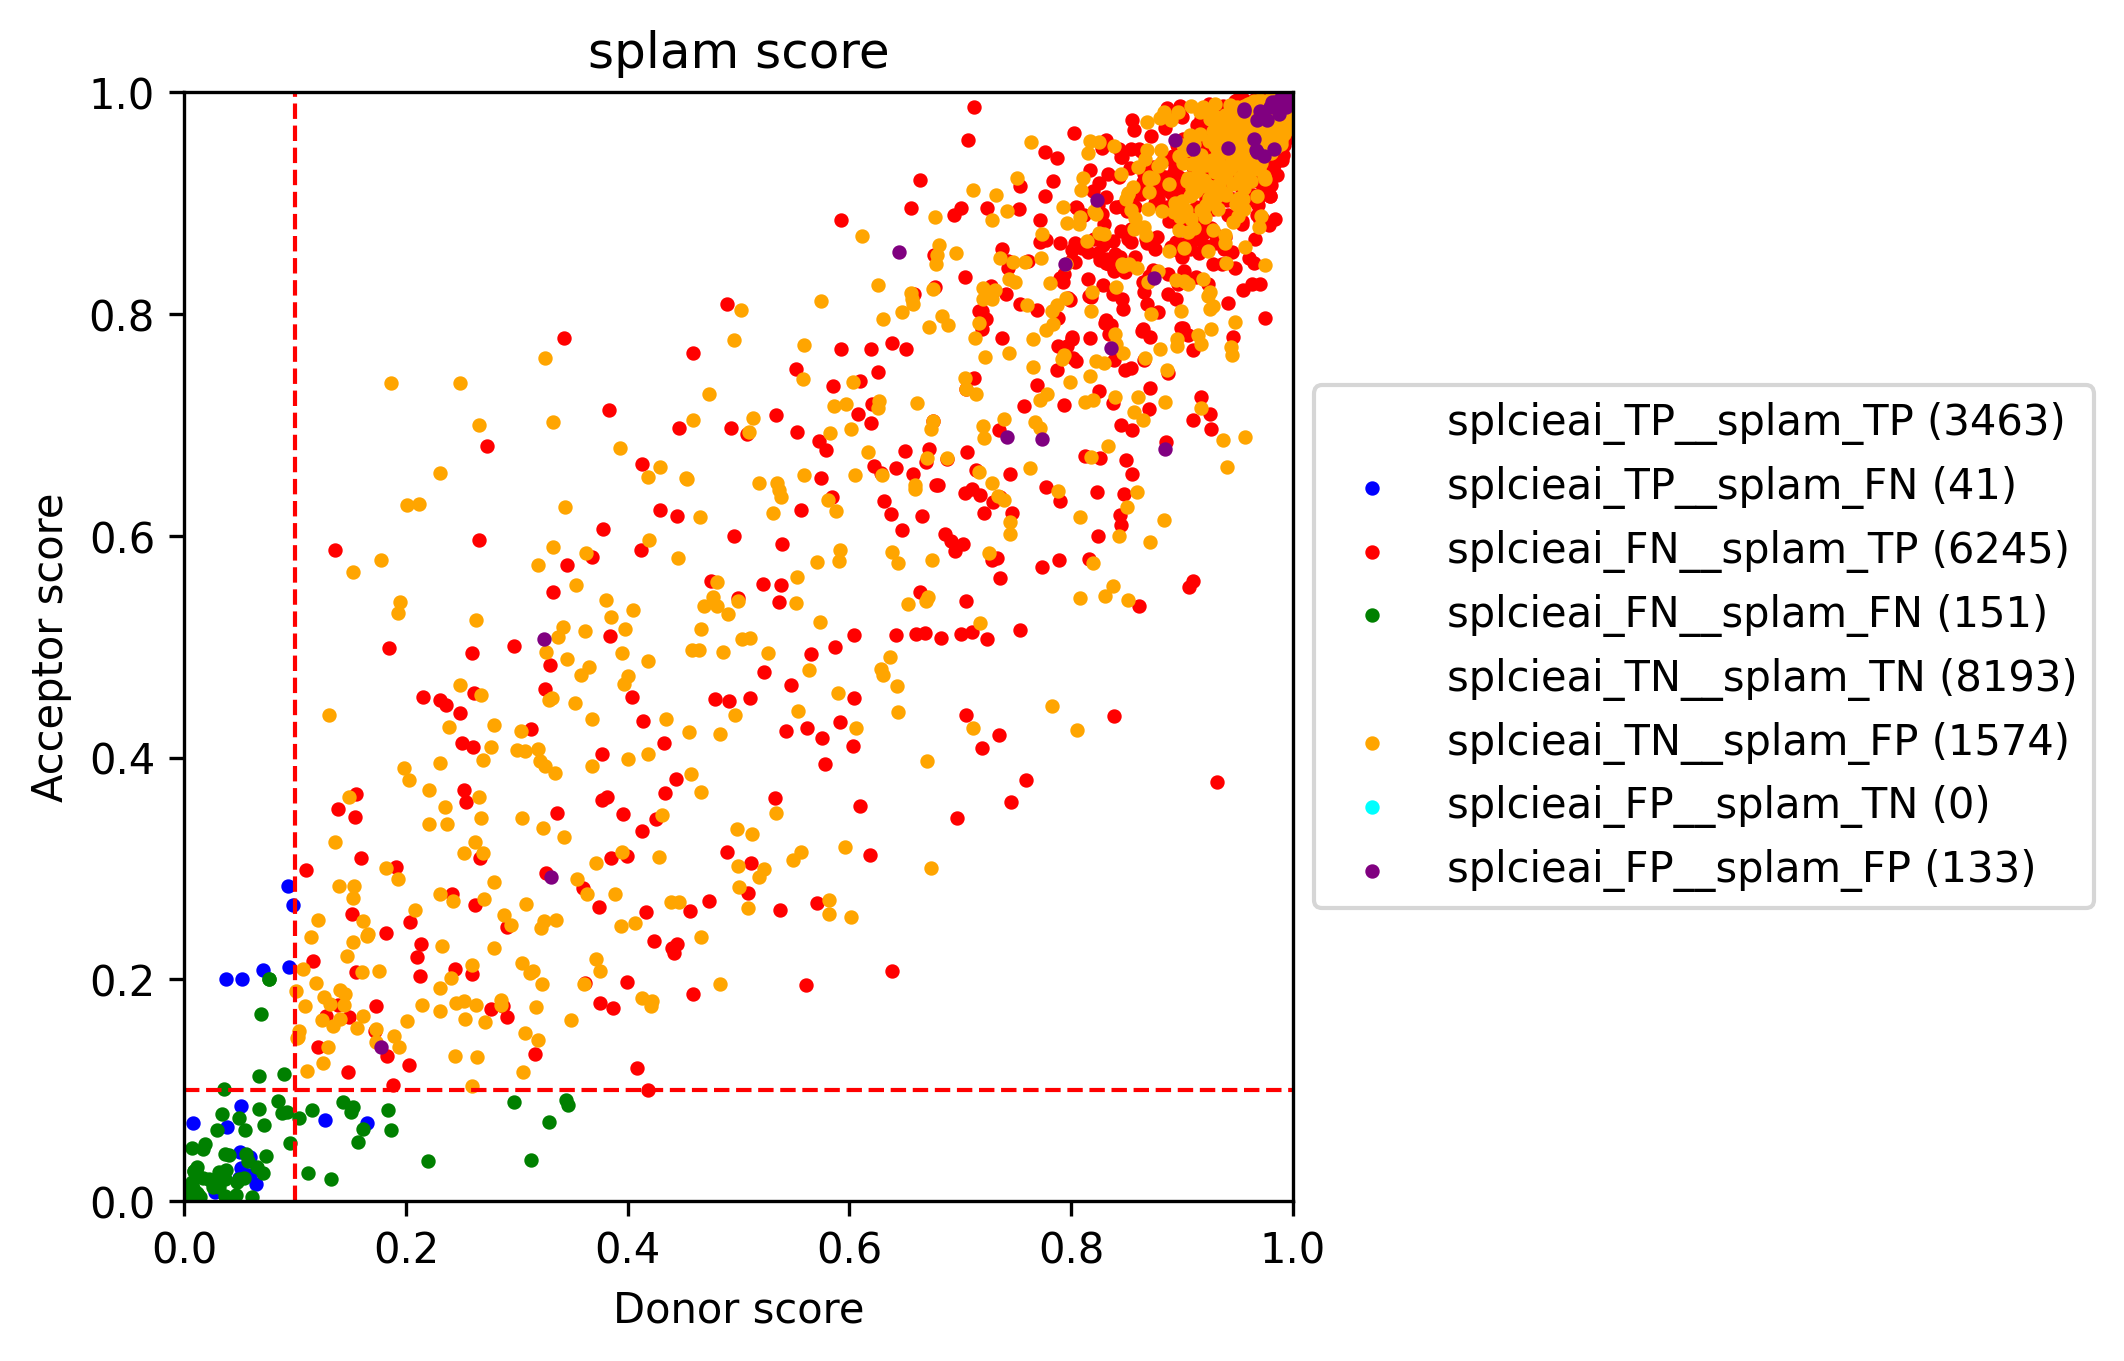 splam score
1.0
0.8
0.6
0.4
0.2
0.0
Acceptor score
0.0 0.2 0.4 0.6 0.8 1.0
Donor score
splcieai_TP__splam_TP (3463)
splcieai_TP__splam_FN (41)
splcieai_FN__splam_TP (6245)
splcieai_FN__splam_FN (151)
splcieai_TN__splam_TN (8193)
splcieai_TN__splam_FP (1574)
splcieai_FP__splam_TN (0)
splcieai_FP__splam_FP (133)